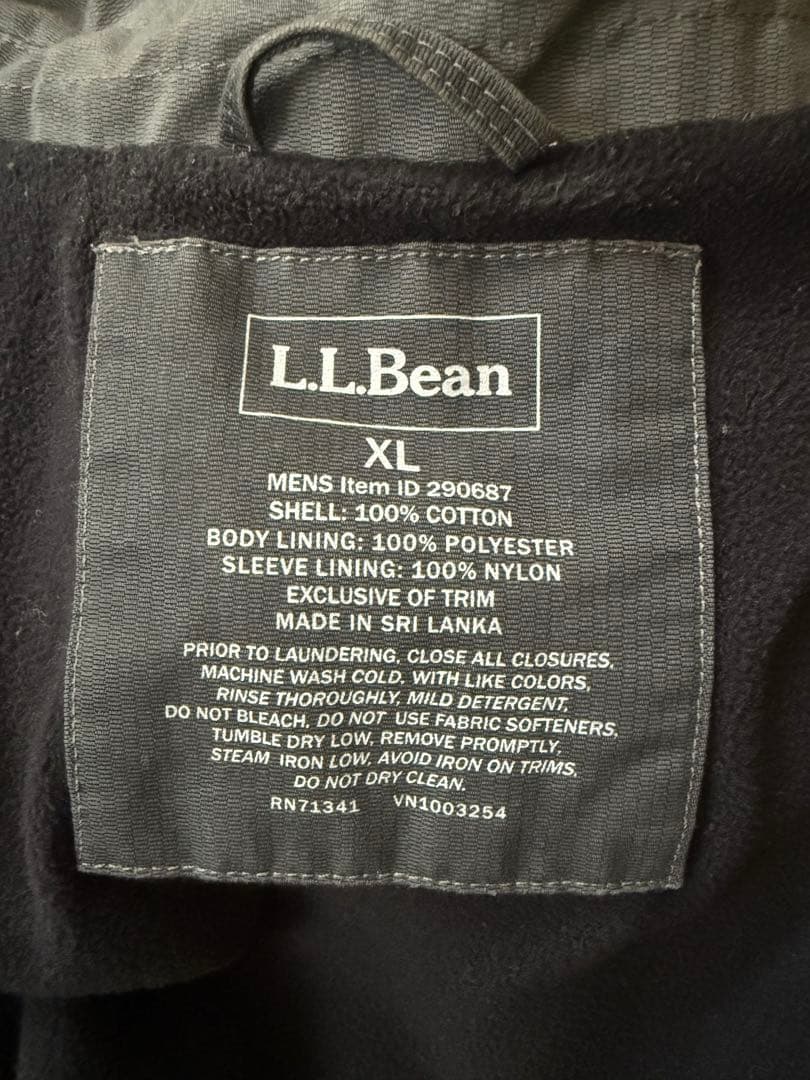 L.L.Bean
XL
MENS Item ID 290687
SHELL: 100% COTTON
BODY LINING: 100% POLYESTER
SLEEVE LINING: 100% NYLON
EXCLUSIVE OF TRIM
MADE IN SRI LANKA
PRIOR TO LAUNDERING, CLOSE ALL CLOSURES,
MACHINE WASH COLD, WITH LIKE COLORS,
RINSE THOROUGHLY, MILD DETERGENT,
DO NOT BLEACH, DO NOT USE FABRIC SOFTENERS,
TUMBLE DRY LOW, REMOVE PROMPTLY,
STEAM IRON LOW, AVOID IRON ON TRIMS,
DO NOT DRY CLEAN.
RN71341 VN1003254